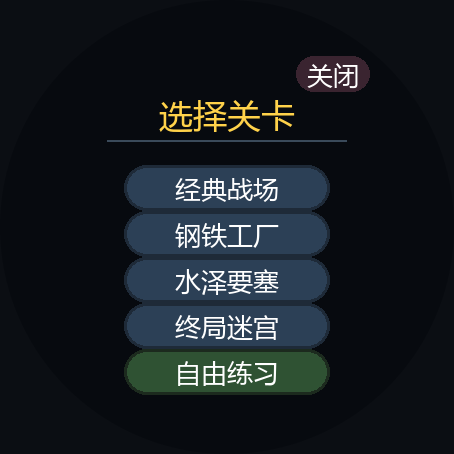 关闭
选择关卡
经典战场
钢铁工厂
水泽要塞
终局迷宫
自由练习